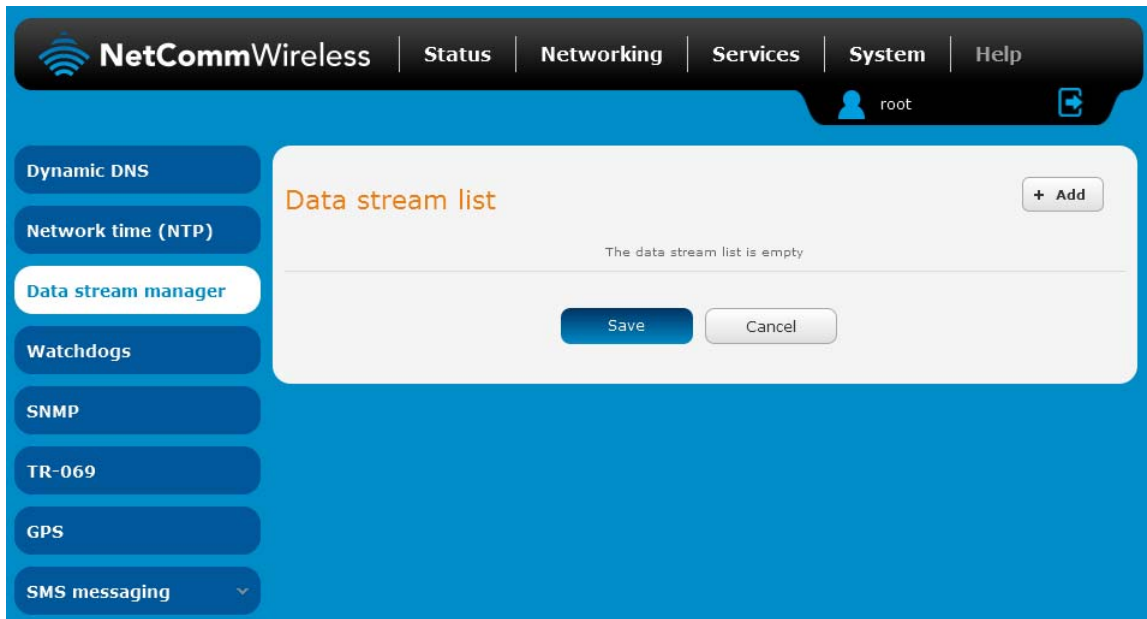 NetCommWireless Status Networking Services System Help
root
Dynamic DNS
Network time (NTP)
Data stream manager
Watchdogs
SNMP
TR-069
GPS
SMS messaging
Data stream list
+ Add
The data stream list is empty
Save Cancel